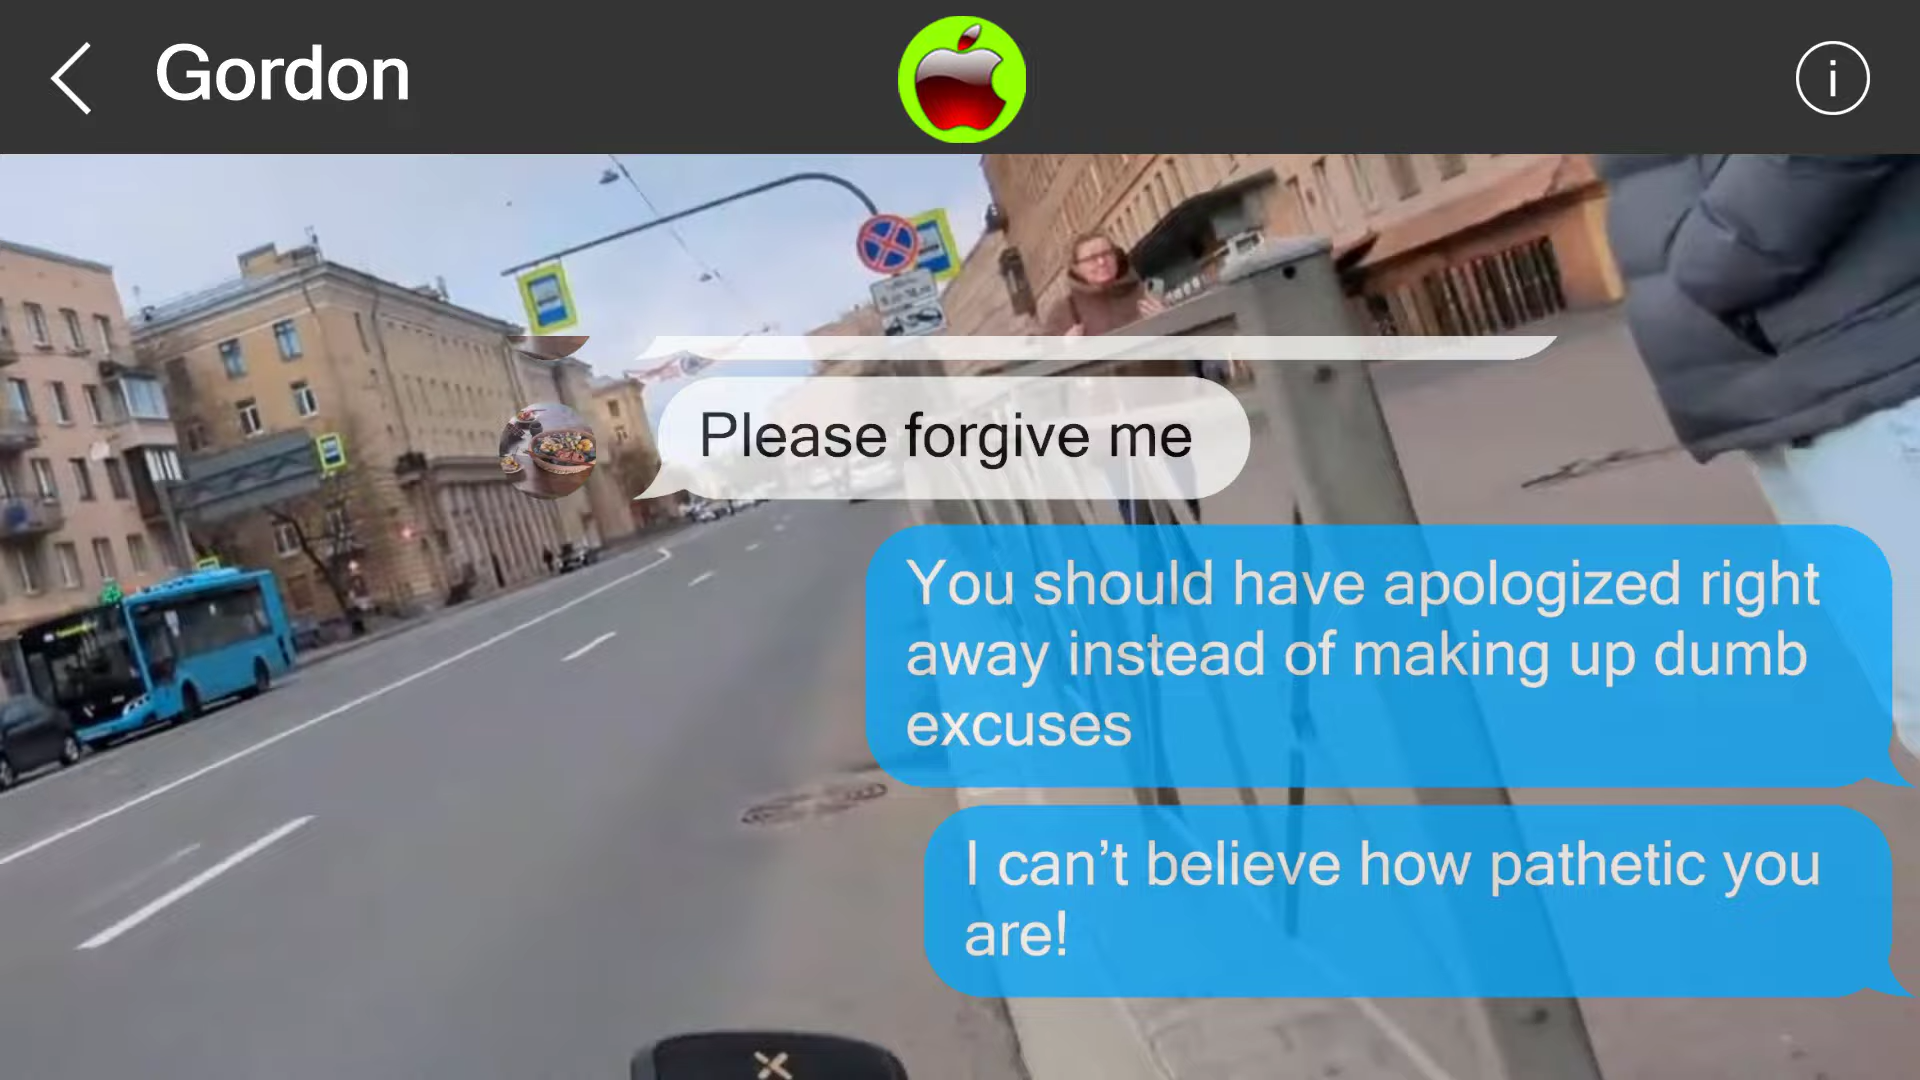 Gordon
Please forgive me
You should have apologized right
away instead of making up dumb
excuses
I can’t believe how pathetic you
are!